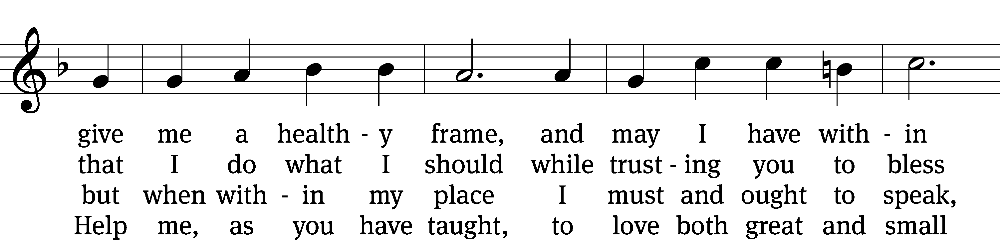 give me a health - y frame, and may I have with - in
that I do what I should while trust - ing you to bless
but when with - in my place I must and ought to speak,
Help me, as you have taught, to love both great and small